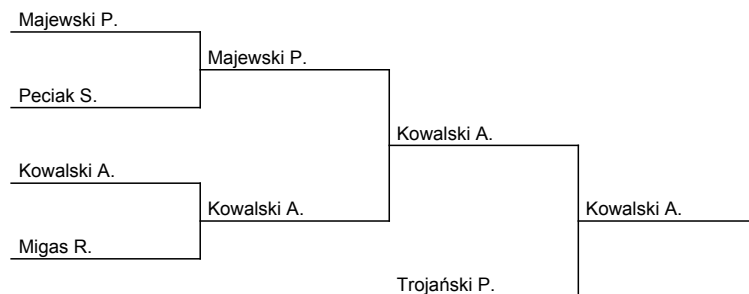 Majewski P.
Majewski P.
Peciak S.
Kowalski A.
Kowalski A.
Kowalski A.
Kowalski A.
Migas R.
Trojański P.